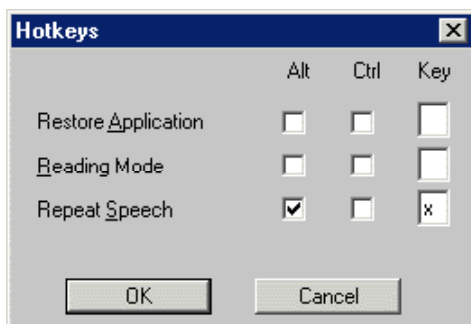 Hotkeys
Alt Ctrl Key
Restore Application
Reading Mode
Repeat Speech x
OK Cancel